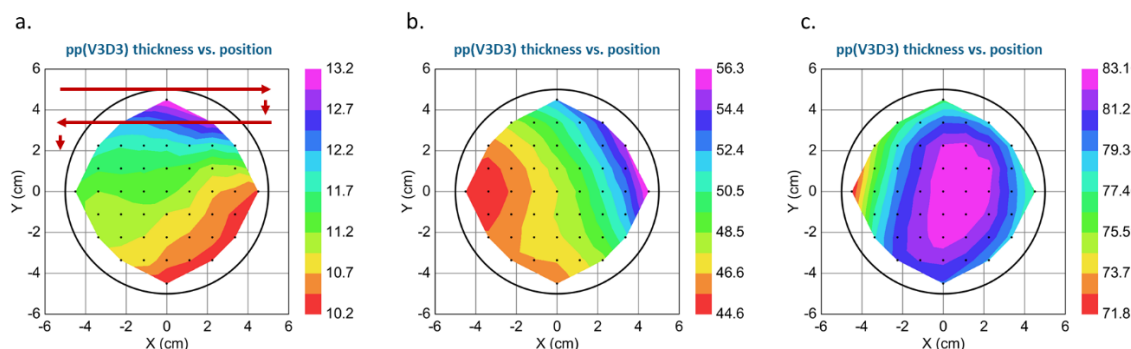 a.
pp(V3D3) thickness vs. position
6
4
2
0
-2
-4
-6
Y (cm)
-6 -4 -2 0 2 4 6
X (cm)
13.2
12.7
12.2
11.7
11.2
10.7
10.2
b.
pp(V3D3) thickness vs. position
6
4
2
0
-2
-4
-6
Y (cm)
-6 -4 -2 0 2 4 6
X (cm)
56.3
54.4
52.4
50.5
48.5
46.6
44.6
c.
pp(V3D3) thickness vs. position
6
4
2
0
-2
-4
-6
Y (cm)
-6 -4 -2 0 2 4 6
X (cm)
83.1
81.2
79.3
77.4
75.5
73.7
71.8